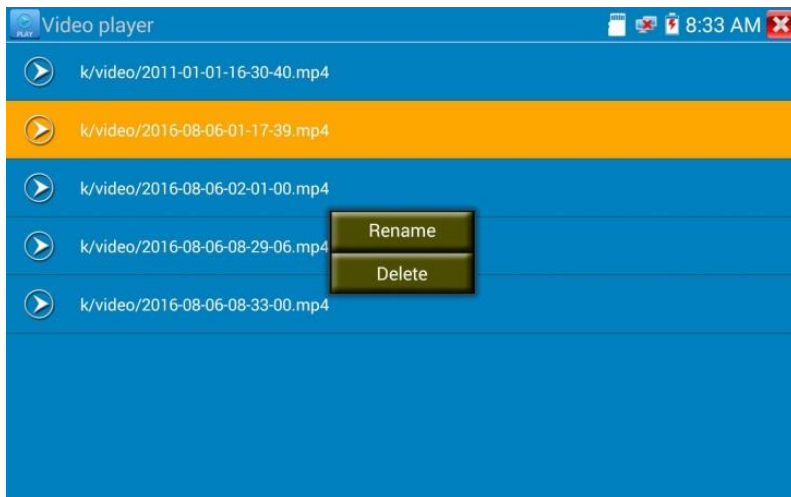 PLAY Video player 8:33 AM
k/video/2011-01-01-16-30-40.mp4
k/video/2016-08-06-01-17-39.mp4
k/video/2016-08-06-02-01-00.mp4
Rename
k/video/2016-08-06-08-29-06.mp4
Delete
k/video/2016-08-06-08-33-00.mp4